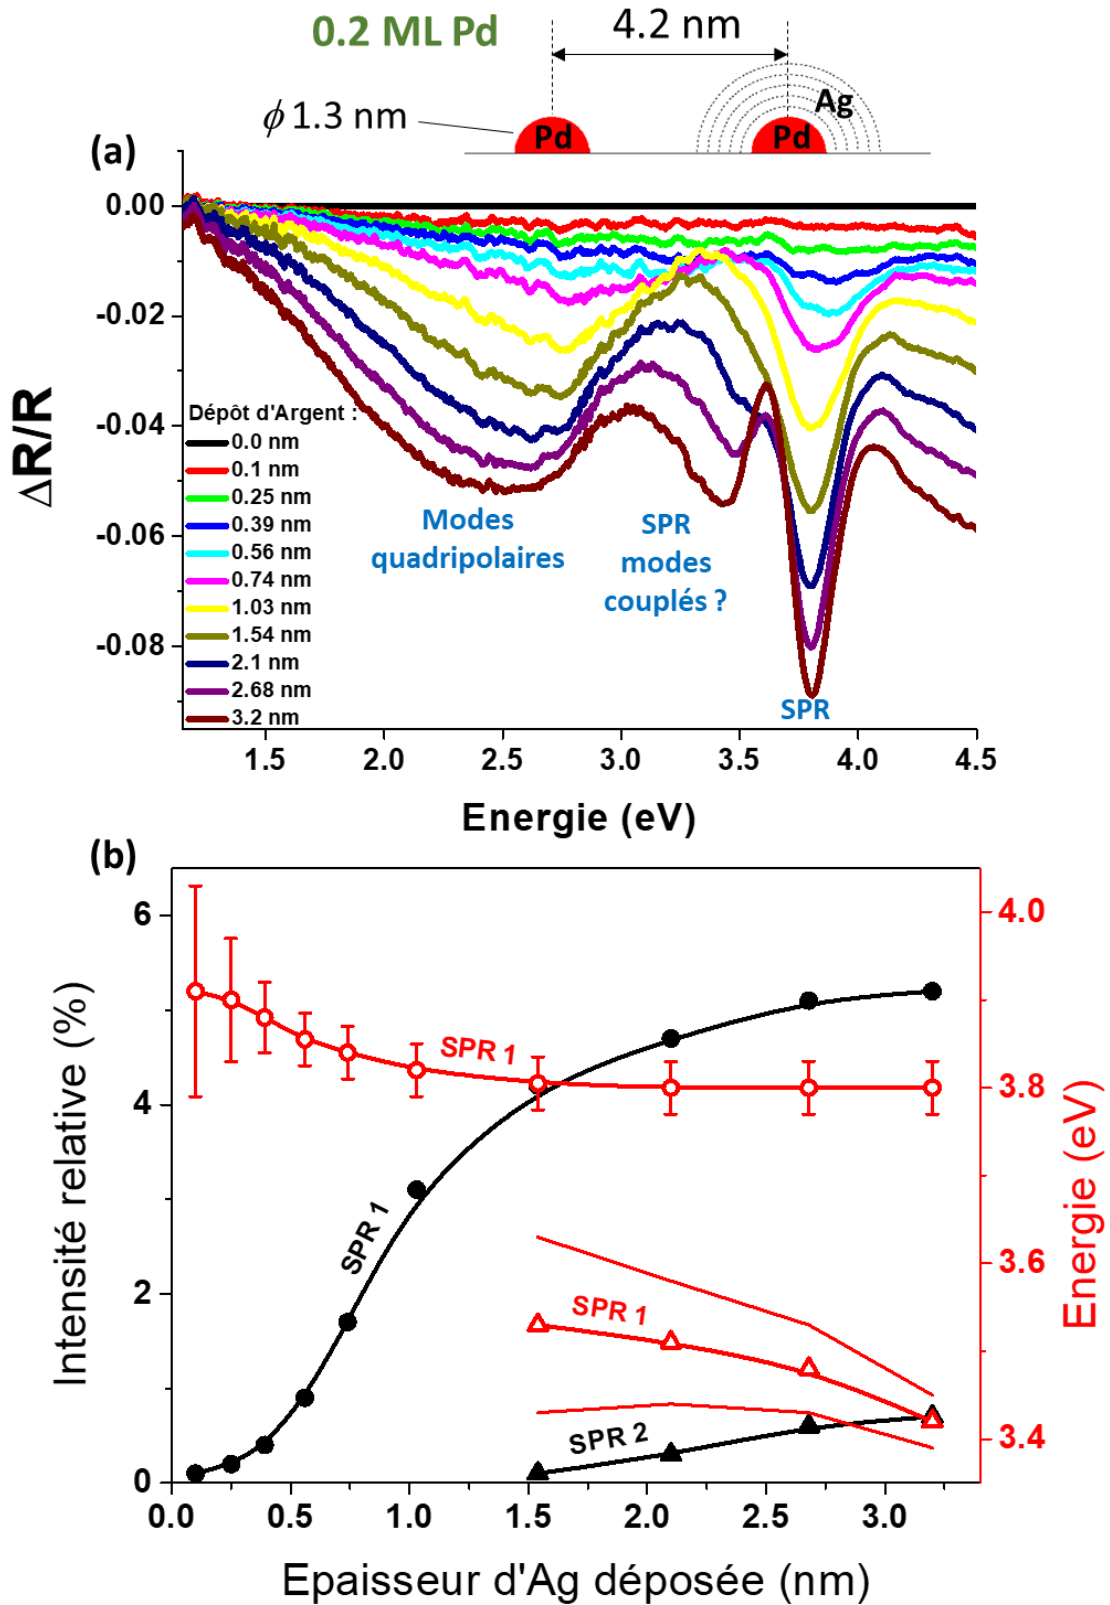 0.2 ML Pd
4.2 nm
ϕ 1.3 nm
Pd
Pd
Ag
(a)
0.00
-0.02
-0.04
-0.06
-0.08
ΔR/R
Dépôt d'Argent :
0.0 nm
0.1 nm
0.25 nm
0.39 nm
0.56 nm
0.74 nm
1.03 nm
1.54 nm
2.1 nm
2.68 nm
3.2 nm
Modes
quadripolaires
SPR
modes
couplés ?
SPR
1.5 2.0 2.5 3.0 3.5 4.0 4.5
Energie (eV)
(b)
6
4
2
0
Intensité relative (%)
SPR 1
SPR 1
SPR 1
SPR 2
4.0
3.8
3.6
3.4
Energie (eV)
0.0 0.5 1.0 1.5 2.0 2.5 3.0
Epaisseur d'Ag déposée (nm)